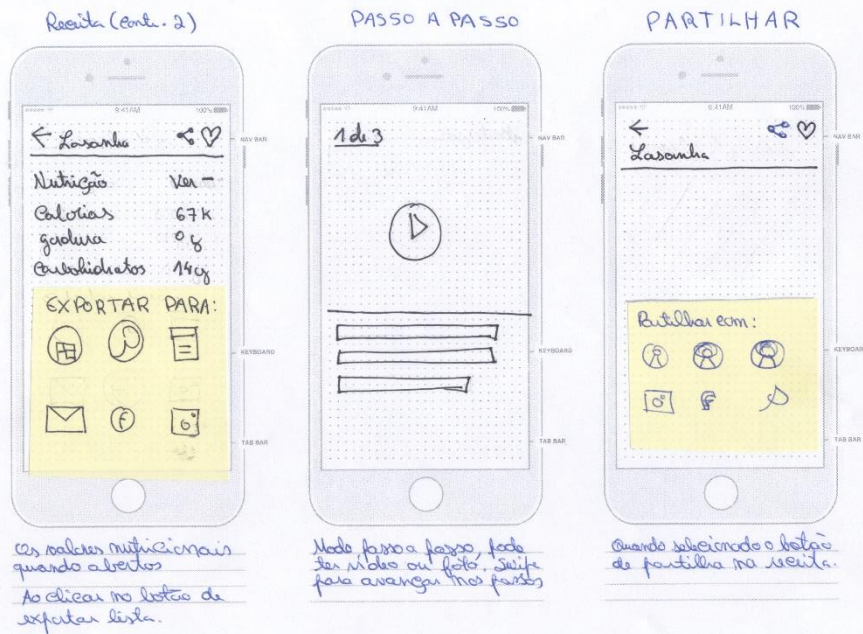 Receita (cont. 2)
9:41 AM 100%
← Lasanha
Nutrição Ver -
Calorias 67 K
gordura 0 g
Carbohidratos 14 g
EXPORTAR PARA:
f
NAV BAR
KEYBOARD
TAB BAR
Os valores nutricionais
quando abertos
Ao clicar no botão de
exportar lista.
PASSO A PASSO
9:41 AM 100%
1 de 3
NAV BAR
KEYBOARD
TAB BAR
Modo passo a passo, pode
ter vídeo ou foto. Swipe
para avançar nos passos
PARTILHAR
9:41 AM 100%
←
Lasanha
Partilhar com:
f
NAV BAR
KEYBOARD
TAB BAR
Quando selecionado o botão
de partilha na receita.